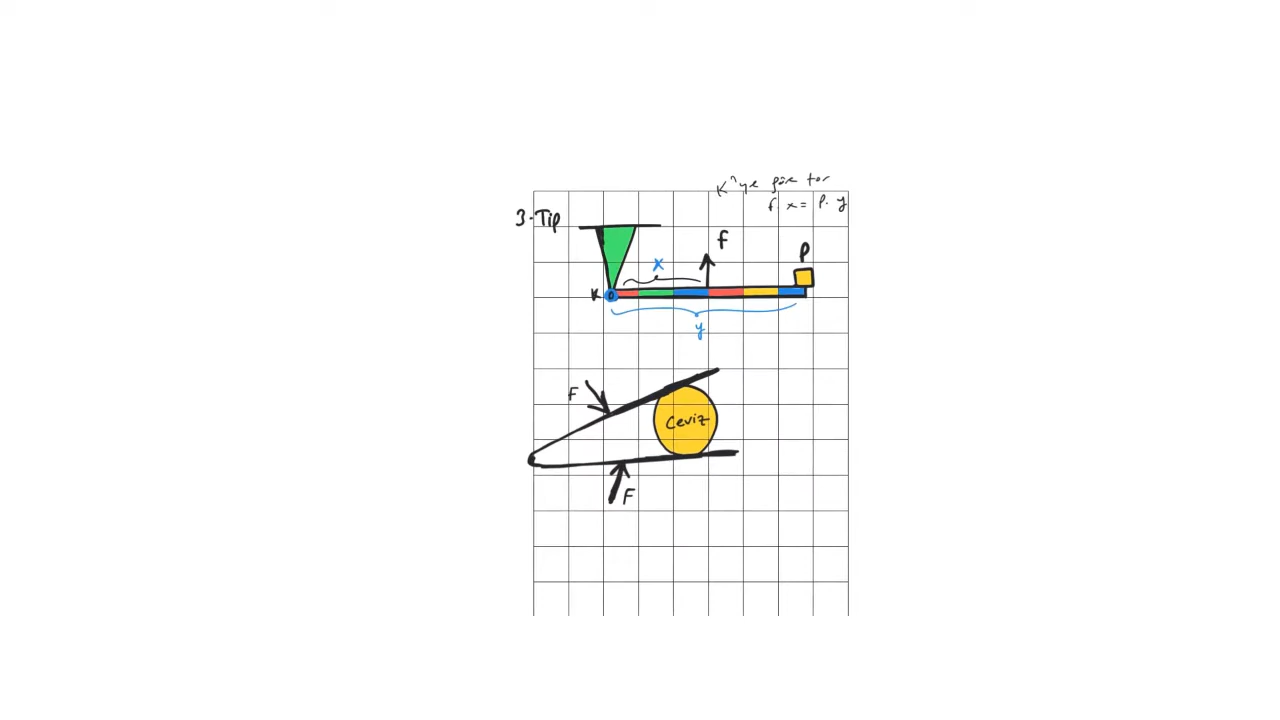 K'ye göre tor
f. x = P. y
3.Tip
f
P
x
K
y
F
Ceviz
F